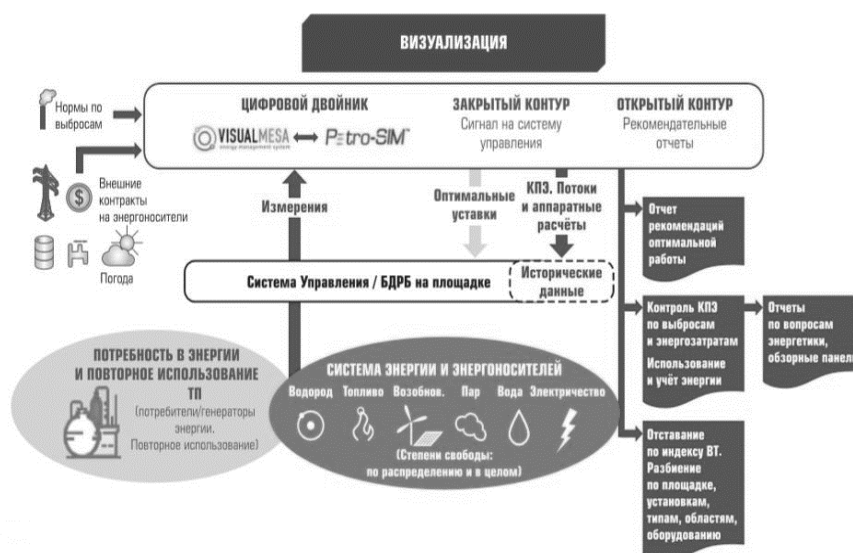 ВИЗУАЛИЗАЦИЯ
Нормы по
выбросам
ЦИФРОВОЙ ДВОЙНИК
VISUALMESA
energy management system
Petro-SIM™
ЗАКРЫТЫЙ КОНТУР
Сигнал на систему
управления
ОТКРЫТЫЙ КОНТУР
Рекомендательные
отчеты
$
Внешние
контракты
на энергоносители
Погода
Измерения
Оптимальные
уставки
КПЭ. Потоки
и аппаратные
расчёты
Система Управления / БДРБ на площадке
Исторические
данные
Отчет
рекомендаций
оптимальной
работы
Контроль КПЭ
по выбросам
и энергозатратам
Использование
и учёт энергии
Отчеты
по вопросам
энергетики,
обзорные панели
Отставание
по индексу ВТ.
Разбиение
по площадке,
установкам,
типам, областям,
оборудованию
ПОТРЕБНОСТЬ В ЭНЕРГИИ
И ПОВТОРНОЕ ИСПОЛЬЗОВАНИЕ
ТП
(потребители/генераторы
энергии.
Повторное использование)
СИСТЕМА ЭНЕРГИИ И ЭНЕРГОНОСИТЕЛЕЙ
Водород Топливо Возобнов. Пар Вода Электричество
(Степени свободы:
по распределению и в целом)